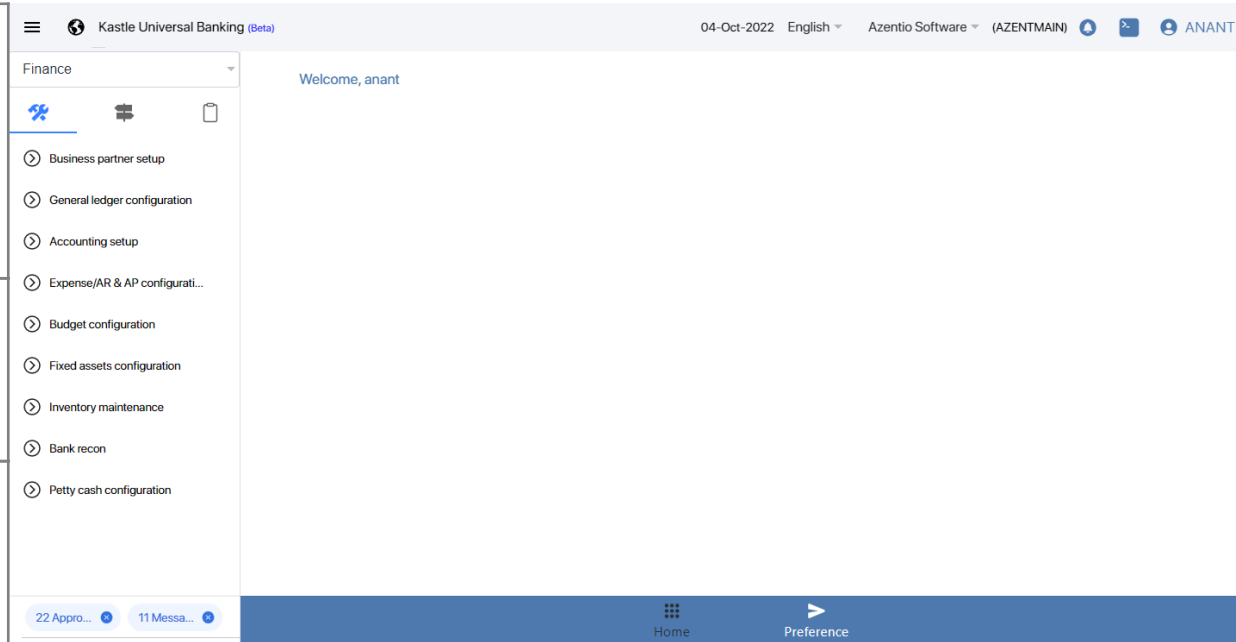 Kastle Universal Banking (Beta)
04-Oct-2022 English Azentio Software (AZENTMAIN) ANANT
Finance
Welcome, anant
Business partner setup
General ledger configuration
Accounting setup
Expense/AR & AP configurati...
Budget configuration
Fixed assets configuration
Inventory maintenance
Bank recon
Petty cash configuration
22 Appro... 11 Messa...
Home Preference